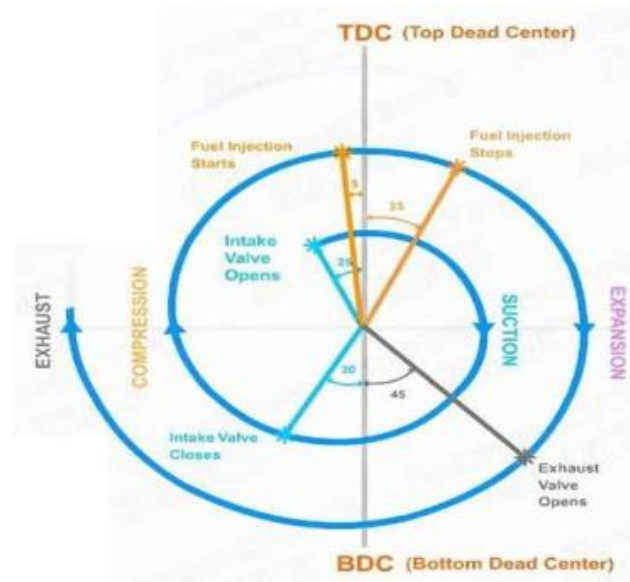 TDC (Top Dead Center)
Fuel Injection
Starts
Fuel Injection
Stops
5
25
Intake
Valve
Opens
25
EXHAUST
COMPRESSION
SUCTION
EXPANSION
30
45
Intake Valve
Closes
Exhaust
Valve
Opens
BDC (Bottom Dead Center)